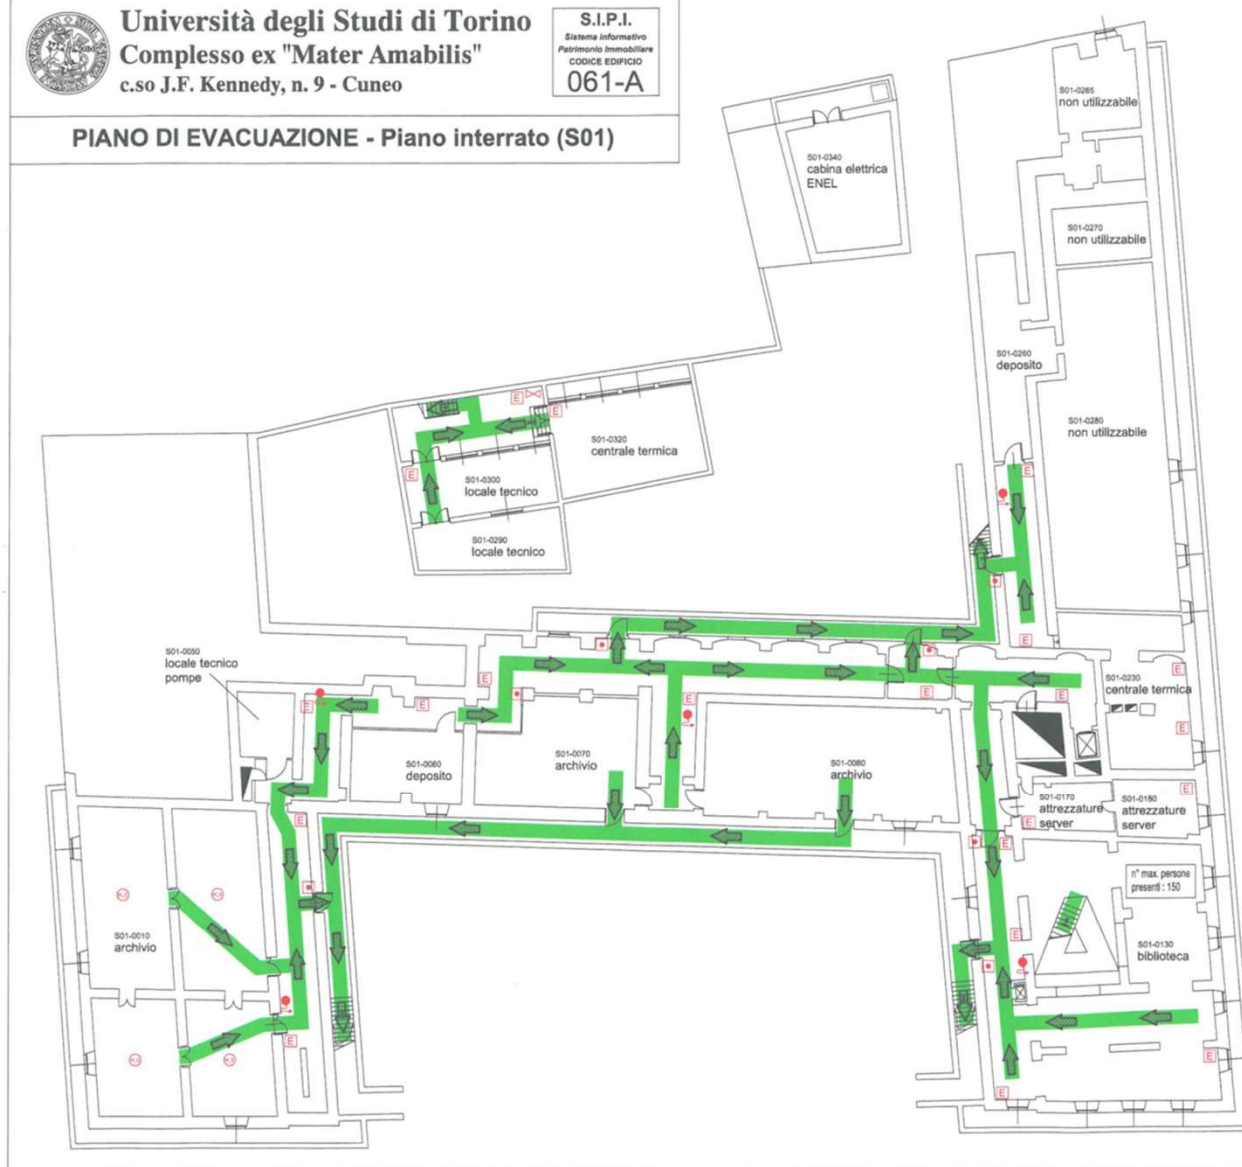 Università degli Studi di Torino
Complesso ex "Mater Amabilis"
c.so J.F. Kennedy, n. 9 - Cuneo
S.I.P.I.
Sistema Informativo
Patrimonio Immobiliare
CODICE EDIFICIO
061-A
PIANO DI EVACUAZIONE - Piano interrato (S01)
S01-0265
non utilizzabile
S01-0340
cabina elettrica
ENEL
S01-0270
non utilizzabile
S01-0260
deposito
S01-0280
non utilizzabile
E
E
S01-0320
centrale termica
E
S01-0300
locale tecnico
E
S01-0290
locale tecnico
E
S01-0050
locale tecnico
pompe
E
E
E
E
E
E
S01-0230
centrale termica
E
S01-0060
deposito
S01-0070
archivio
S01-0080
archivio
E
S01-0170
attrezzature
server
S01-0180
attrezzature
server
E
E
E
E
n° max. persone
presenti : 150
S01-0010
archivio
E
S01-0130
biblioteca
E
E
E